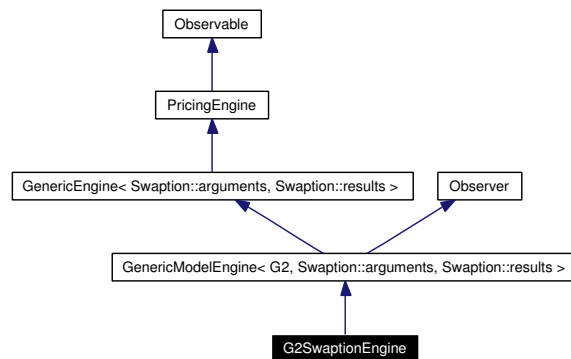 Observable
PricingEngine
GenericEngine< Swaption::arguments, Swaption::results >
Observer
GenericModelEngine< G2, Swaption::arguments, Swaption::results >
G2SwaptionEngine